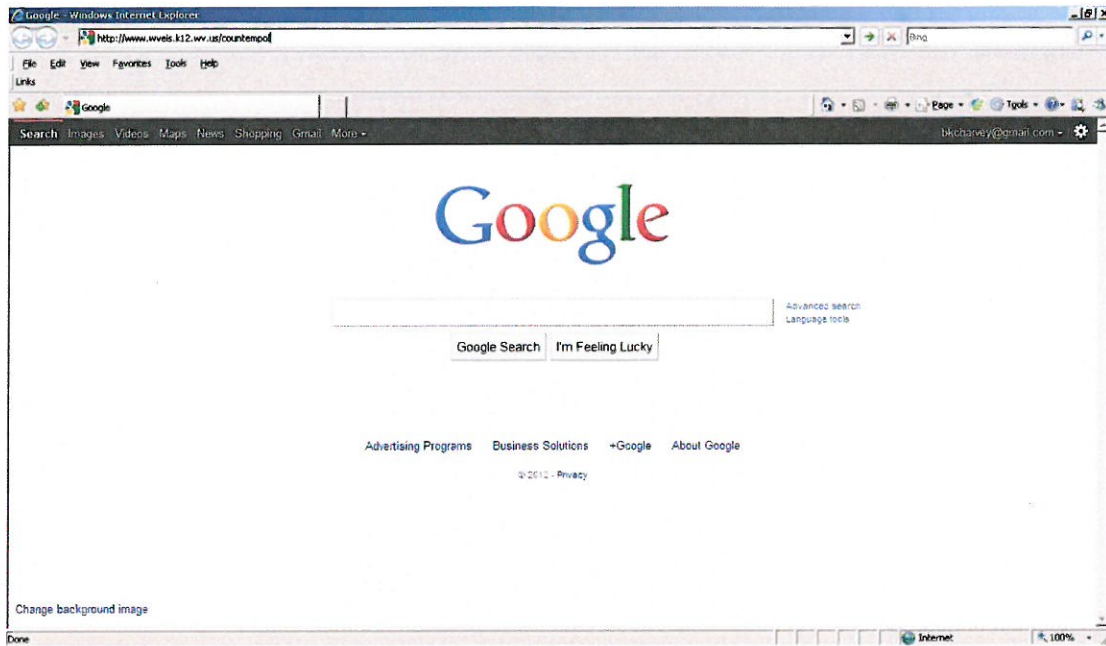 Google - Windows Internet Explorer
http://www.wveis.k12.wv.us/countempol
Bing
File Edit View Favorites Tools Help
Links
Google
Page Tools
Search Images Videos Maps News Shopping Gmail More
bkcharvey@gmail.com
Google
Advanced search
Language tools
Google Search I'm Feeling Lucky
Advertising Programs Business Solutions +Google About Google
© 2012 - Privacy
Change background image
Done Internet 100%